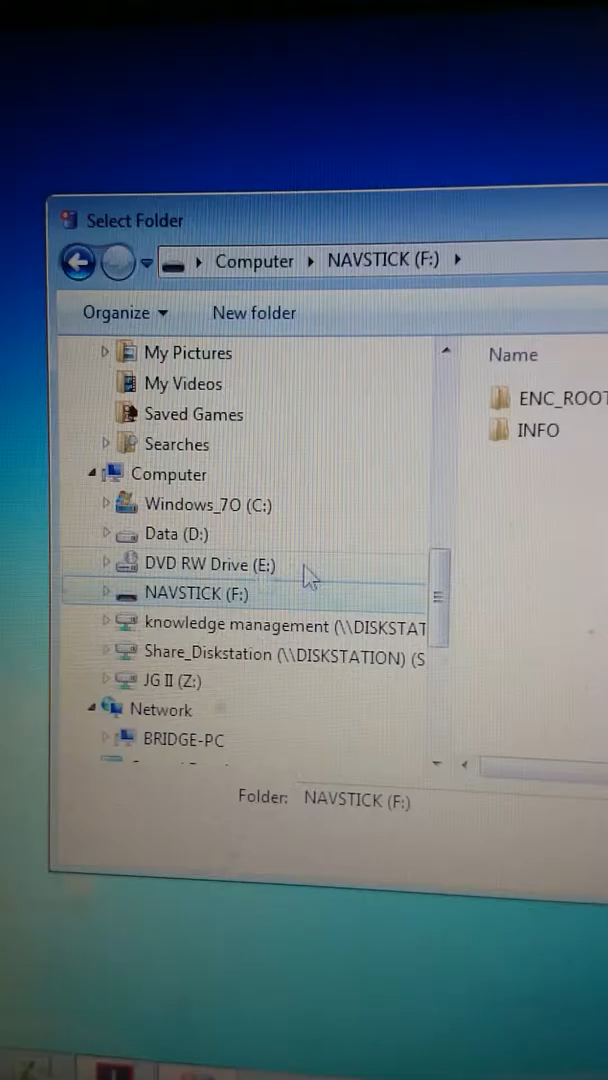 Select Folder
Computer NAVSTICK (F:)
Organize New folder
Name
My Pictures
My Videos
Saved Games
Searches
Computer
Windows_7O (C:)
Data (D:)
DVD RW Drive (E:)
NAVSTICK (F:)
knowledge management (\\DISKSTAT
Share_Diskstation (\\DISKSTATION) (S
JG II (Z:)
Network
BRIDGE-PC
ENC_ROOT
INFO
Folder: NAVSTICK (F:)